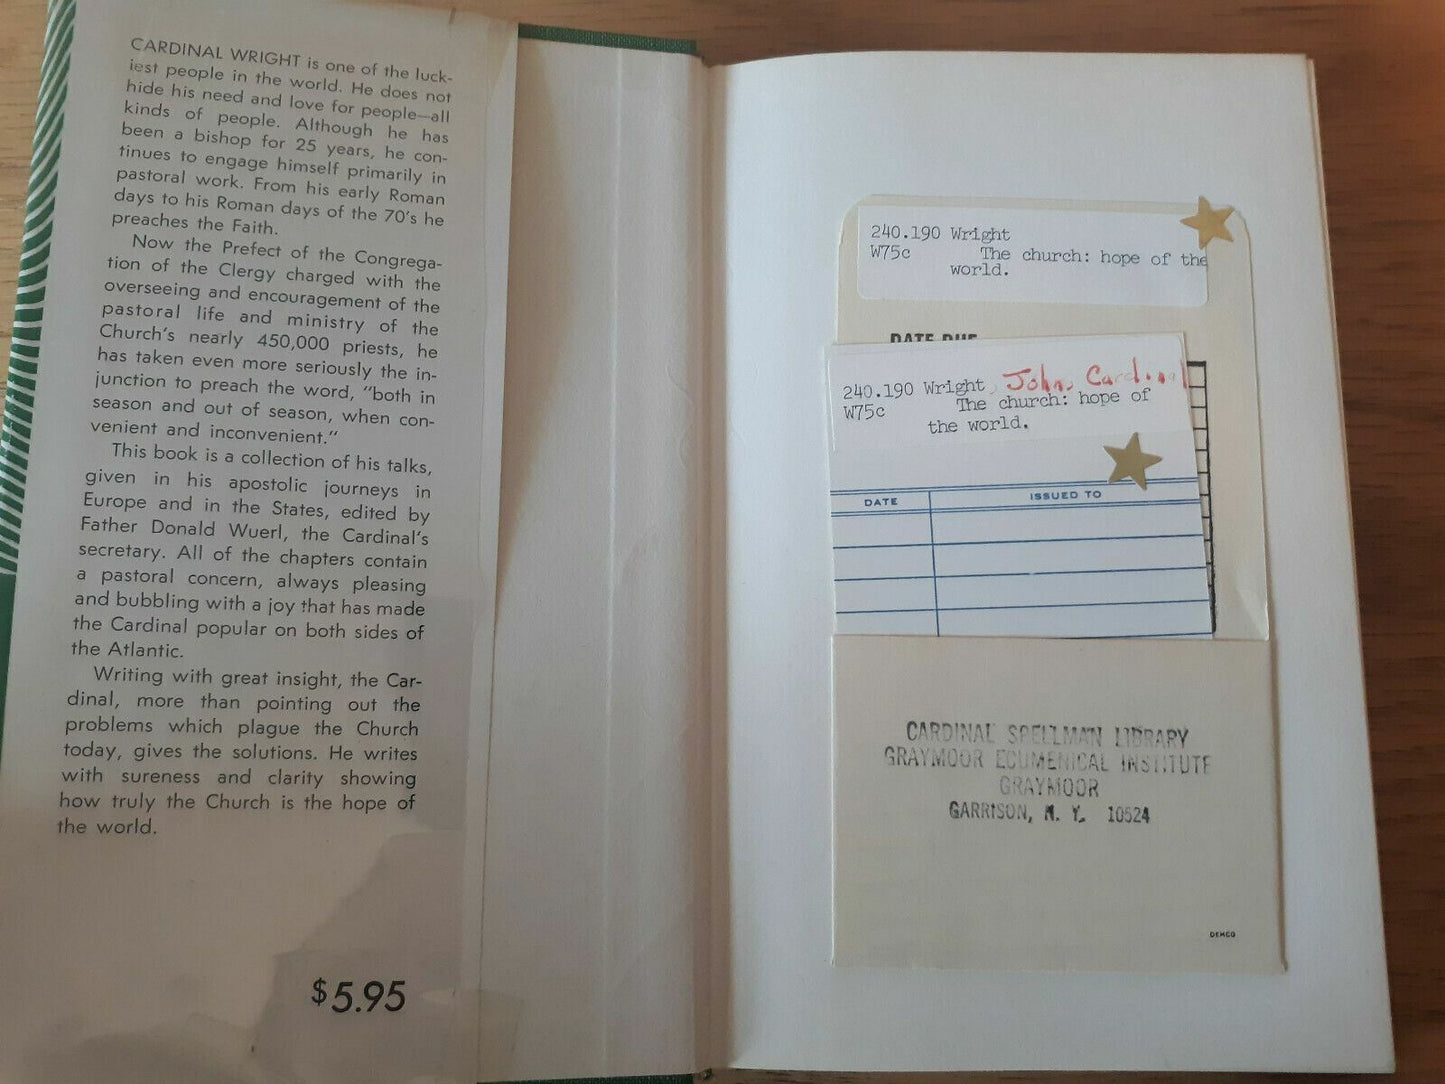 CARDINAL WRIGHT is one of the luck-
iest people in the world. He does not
hide his need and love for people—all
kinds of people. Although he has
been a bishop for 25 years, he con-
tinues to engage himself primarily in
pastoral work. From his early Roman
days to his Roman days of the 70's he
preaches the Faith.
Now the Prefect of the Congrega-
tion of the Clergy charged with the
overseeing and encouragement of the
pastoral life and ministry of the
Church's nearly 450,000 priests, he
has taken even more seriously the in-
junction to preach the word, "both in
season and out of season, when con-
venient and inconvenient."
This book is a collection of his talks,
given in his apostolic journeys in
Europe and in the States, edited by
Father Donald Wuerl, the Cardinal's
secretary. All of the chapters contain
a pastoral concern, always pleasing
and bubbling with a joy that has made
the Cardinal popular on both sides of
the Atlantic.
Writing with great insight, the Car-
dinal, more than pointing out the
problems which plague the Church
today, gives the solutions. He writes
with sureness and clarity showing
how truly the Church is the hope of
the world.
$5.95
240.190 Wright
W75c The church: hope of the
world.
DATE DUE
240.190 Wright, John, Cardinal
W75c The church: hope of
the world.
DATE ISSUED TO
CARDINAL SPELLMAN LIBRARY
GRAYMOOR ECUMENICAL INSTITUTE
GRAYMOOR
GARRISON, N. Y. 10524
DEMCO